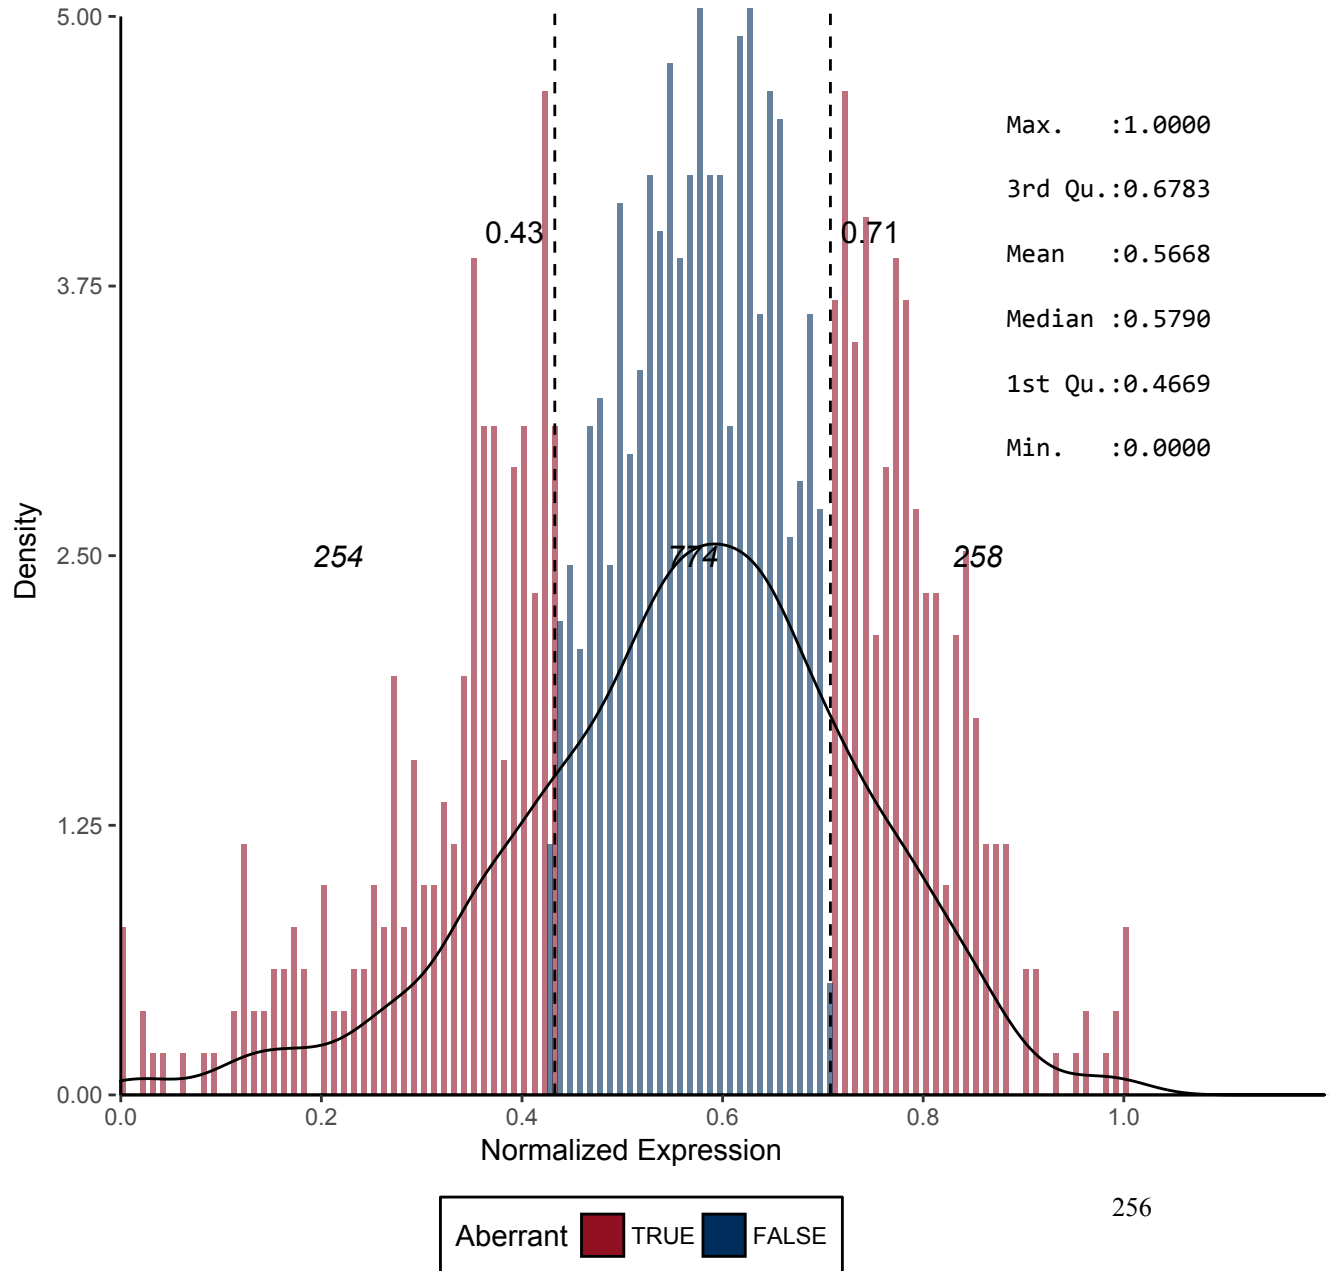 5.00
3.75
2.50
1.25
0.00
Density
0.43
0.71
254
774
258
Max.   :1.0000
3rd Qu.:0.6783
Mean   :0.5668
Median :0.5790
1st Qu.:0.4669
Min.   :0.0000
0.0 0.2 0.4 0.6 0.8 1.0
Normalized Expression
256
Aberrant TRUE FALSE